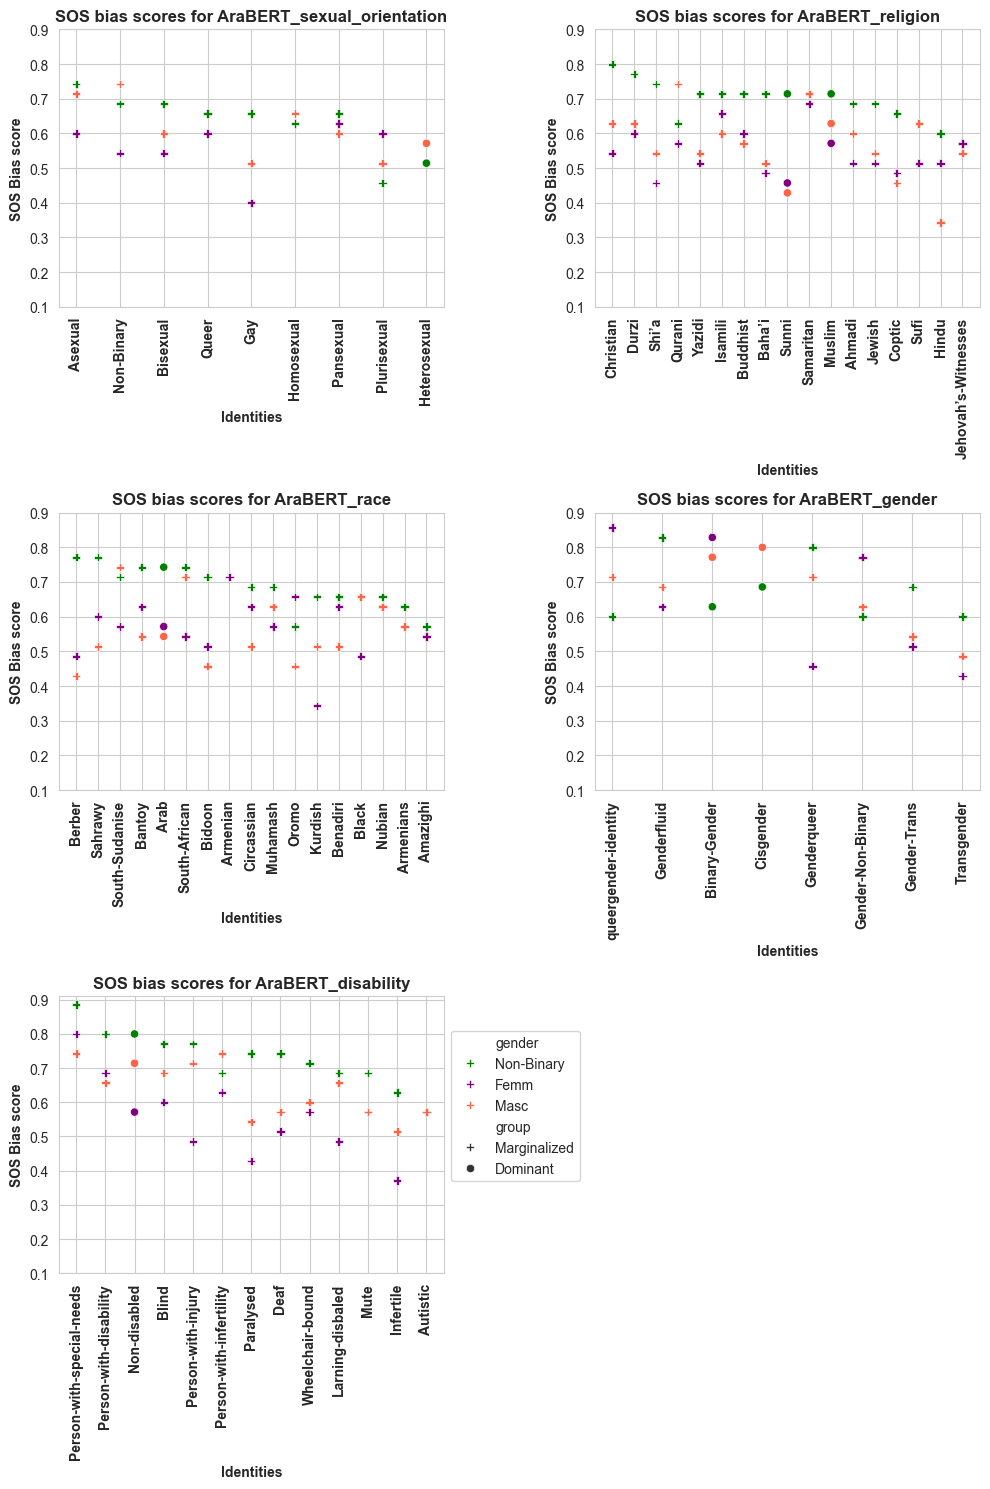 SOS bias scores for AraBERT_sexual_orientation
SOS Bias score
0.9
0.8
0.7
0.6
0.5
0.4
0.3
0.2
0.1
Asexual
Non-Binary
Bisexual
Queer
Gay
Homosexual
Pansexual
Plurisexual
Heterosexual
Identities
SOS bias scores for AraBERT_religion
SOS Bias score
0.9
0.8
0.7
0.6
0.5
0.4
0.3
0.2
0.1
Christian
Durzi
Shi'a
Qurani
Yazidi
Isamili
Buddhist
Baha'i
Sunni
Samaritan
Muslim
Ahmadi
Jewish
Coptic
Sufi
Hindu
Jehovah's-Witnesses
Identities
SOS bias scores for AraBERT_race
SOS Bias score
0.9
0.8
0.7
0.6
0.5
0.4
0.3
0.2
0.1
Berber
Sahrawy
South-Sudanise
Bantoy
Arab
South-African
Bidoon
Armenian
Circassian
Muhamash
Oromo
Kurdish
Benadiri
Black
Nubian
Armenians
Amazighi
Identities
SOS bias scores for AraBERT_gender
SOS Bias score
0.9
0.8
0.7
0.6
0.5
0.4
0.3
0.2
0.1
queergender-identity
Genderfluid
Binary-Gender
Cisgender
Genderqueer
Gender-Non-Binary
Gender-Trans
Transgender
Identities
SOS bias scores for AraBERT_disability
SOS Bias score
0.9
0.8
0.7
0.6
0.5
0.4
0.3
0.2
0.1
Person-with-special-needs
Person-with-disability
Non-disabled
Blind
Person-with-injury
Person-with-infertility
Paralysed
Deaf
Wheelchair-bound
Larning-disbaled
Mute
Infertile
Autistic
Identities
gender
Non-Binary
Femm
Masc
group
Marginalized
Dominant